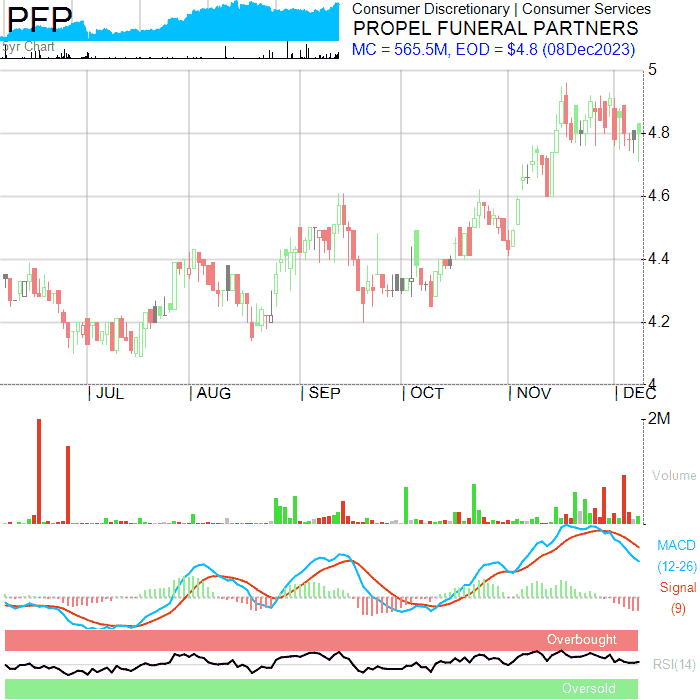 PFP
5yr Chart
Consumer Discretionary | Consumer Services
PROPEL FUNERAL PARTNERS
MC = 565.5M, EOD = $4.8 (08Dec2023)
5
4.8
4.6
4.4
4.2
4
JUL
AUG
SEP
OCT
NOV
DEC
2M
Volume
MACD
(12-26)
Signal
(9)
Overbought
RSI(14)
Oversold